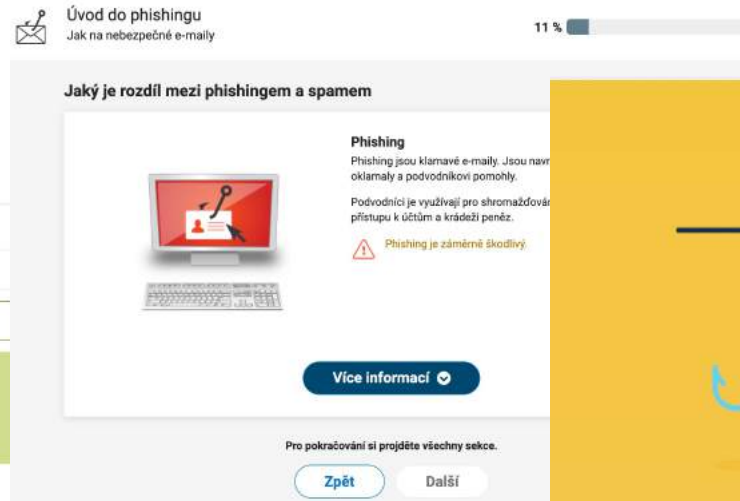 Úvod do phishingu
Jak na nebezpečné e-maily
11 %
Jaký je rozdíl mezi phishingem a spamem
Phishing
Phishing jsou klamavé e-maily. Jsou
oklamaly a podvodníkovi pomohly.
Podvodníci je využívají pro
přístupu k účtům a krádeži peněz.
Phishing je záměrně škodlivý.
Více informací
Pro pokračování si projděte všechny sekce.
Zpět
Další